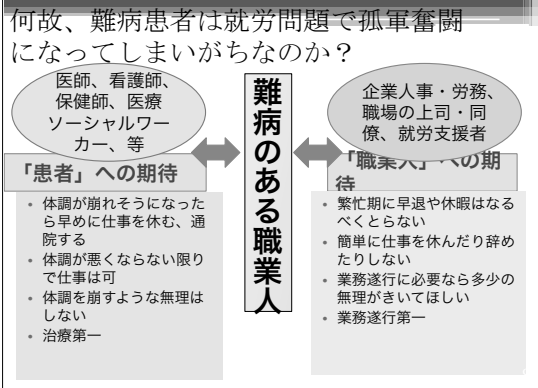 何故、難病患者は就労問題で孤軍奮闘
になってしまいがちなのか？
医師、看護師、
保健師、医療
ソーシャルワー
カー、等
「患者」への期待
・ 体調が崩れそうになった
ら早めに仕事を休む、通
院する
・ 体調が悪くならない限り
で仕事は可
・ 体調を崩すような無理は
しない
・ 治療第一
難病のある職業人
企業人事・労務、
職場の上司・同
僚、就労支援者
「職業人」への期
待
・ 繁忙期に早退や休暇はなる
べくとらない
・ 簡単に仕事を休んだり辞め
たりしない
・ 業務遂行に必要なら多少の
無理がきいてほしい
・ 業務遂行第一